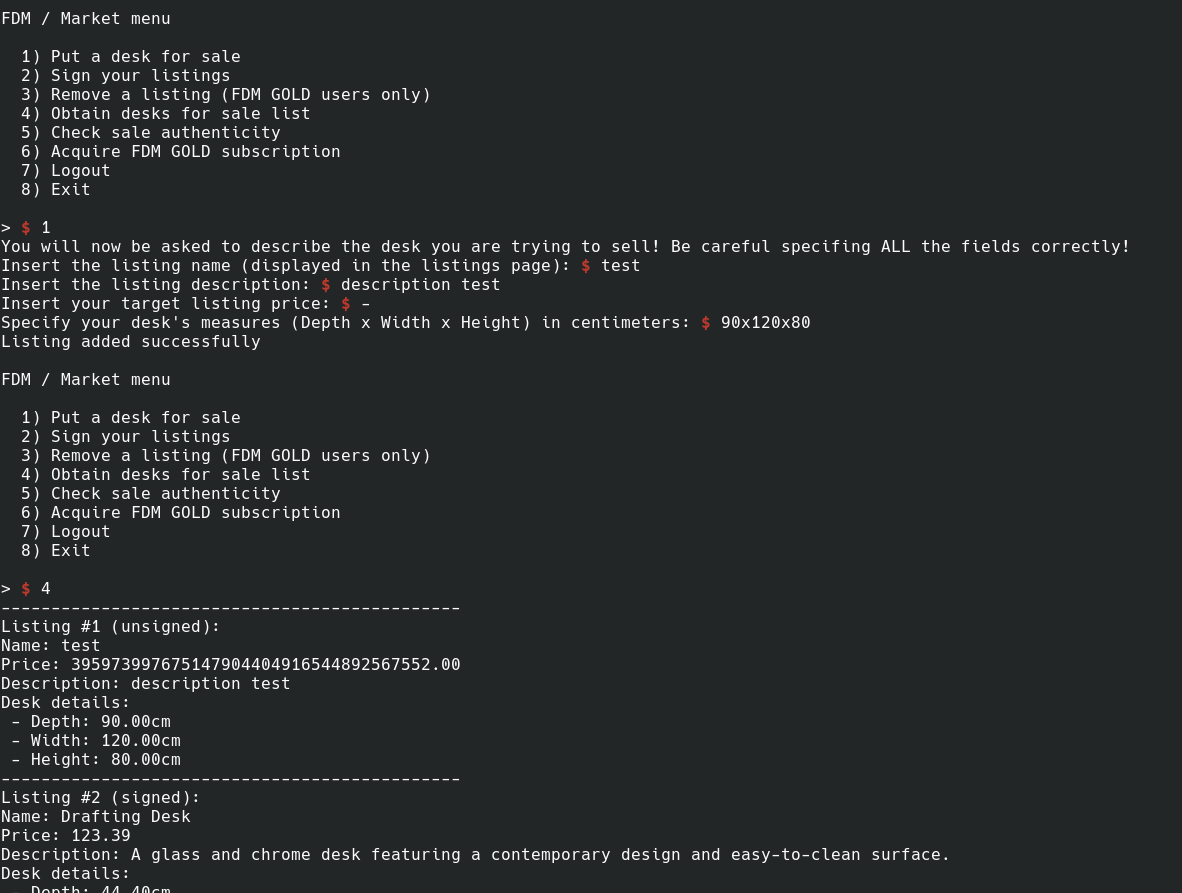 FDM / Market menu
1) Put a desk for sale
2) Sign your listings
3) Remove a listing (FDM GOLD users only)
4) Obtain desks for sale list
5) Check sale authenticity
6) Acquire FDM GOLD subscription
7) Logout
8) Exit
> $ 1
You will now be asked to describe the desk you are trying to sell! Be careful specifing ALL the fields correctly!
Insert the listing name (displayed in the listings page): $ test
Insert the listing description: $ description test
Insert your target listing price: $ -
Specify your desk's measures (Depth x Width x Height) in centimeters: $ 90x120x80
Listing added successfully
FDM / Market menu
1) Put a desk for sale
2) Sign your listings
3) Remove a listing (FDM GOLD users only)
4) Obtain desks for sale list
5) Check sale authenticity
6) Acquire FDM GOLD subscription
7) Logout
8) Exit
> $ 4
----------------------------------------------
Listing #1 (unsigned):
Name: test
Price: 39597399767514790440491654489256​7552.00
Description: description test
Desk details:
- Depth: 90.00cm
- Width: 120.00cm
- Height: 80.00cm
----------------------------------------------
Listing #2 (signed):
Name: Drafting Desk
Price: 123.39
Description: A glass and chrome desk featuring a contemporary design and easy-to-clean surface.
Desk details:
- Depth: 44.40cm